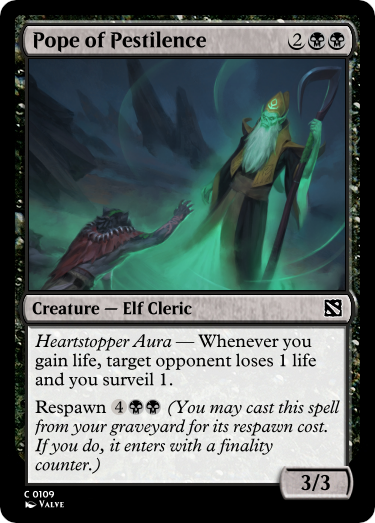 Pope of Pestilence 2
Creature — Elf Cleric
Heartstopper Aura — Whenever you
gain life, target opponent loses 1 life
and you surveil 1.
Respawn 4 (You may cast this spell
from your graveyard for its respawn cost.
If you do, it enters with a finality
counter.)
3/3
C 0109
Valve